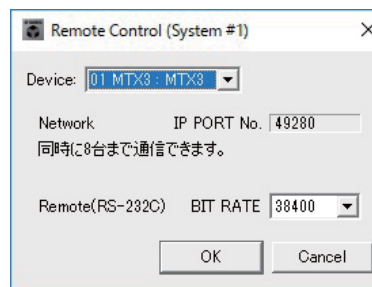 Remote Control (System #1)
Device: 01 MTX3 : MTX3
Network IP PORT No. 49280
同時に8台まで通信できます。
Remote(RS-232C) BIT RATE 38400
OK Cancel